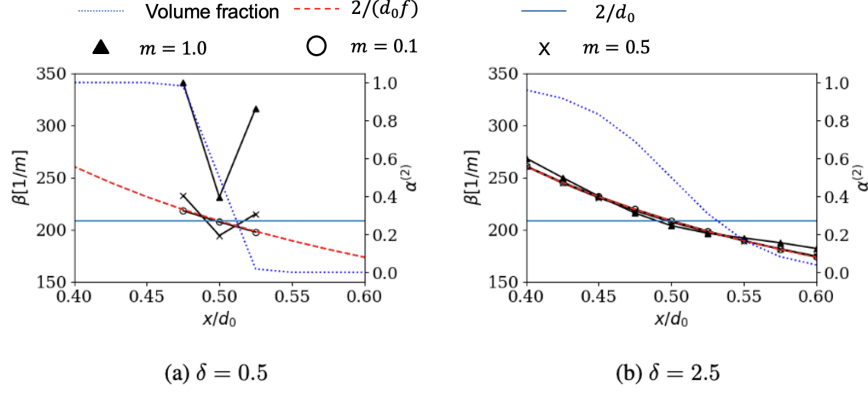 Volume fraction 2/(d₀f) 2/d₀
m = 1.0 m = 0.1 m = 0.5
350 350
300 300
250 250
200 200
150 150
β[1/m] β[1/m]
1.0 1.0
0.8 0.8
0.6 0.6
0.4 0.4
0.2 0.2
0.0 0.0
α⁽²⁾ α⁽²⁾
0.40 0.45 0.50 0.55 0.60 0.40 0.45 0.50 0.55 0.60
x/d₀ x/d₀
(a) δ = 0.5 (b) δ = 2.5